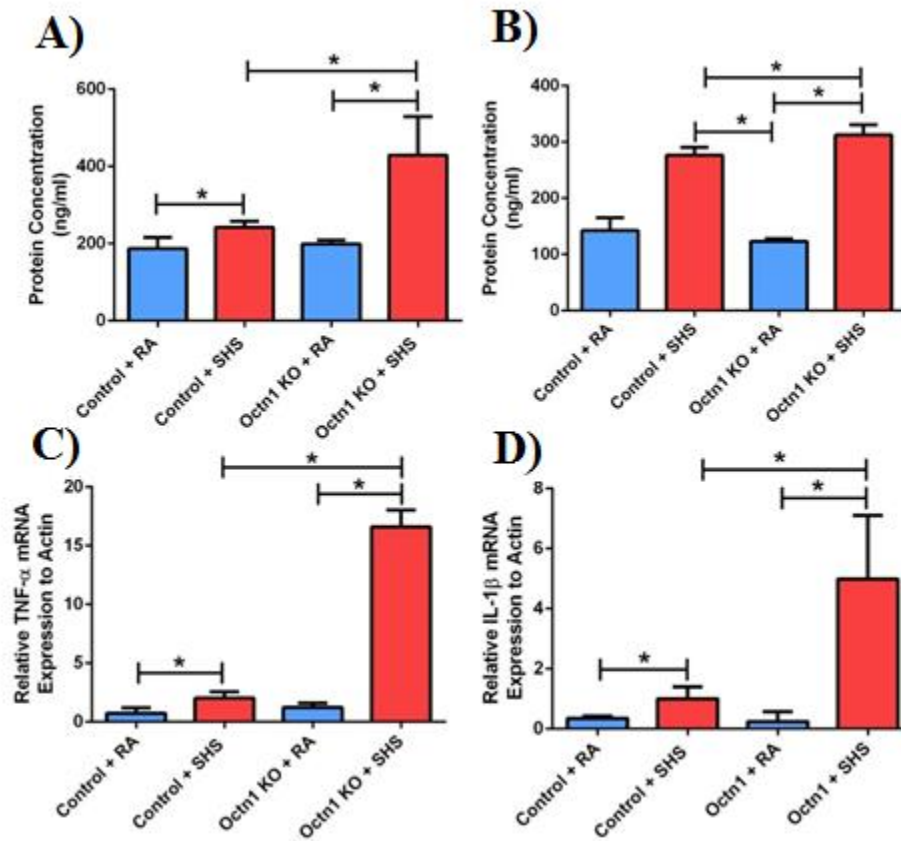 A)
Protein Concentration
(ng/ml)
600
400
200
0
*
*
*
Control + RA
Control + SHS
Octn1 KO + RA
Octn1 KO + SHS
B)
Protein Concentration
(ng/ml)
400
300
200
100
0
*
*
*
Control + RA
Control + SHS
Octn1 KO + RA
Octn1 KO + SHS
C)
Relative TNF-α mRNA
Expression to Actin
20
15
10
5
0
*
*
*
Control + RA
Control + SHS
Octn1 KO + RA
Octn1 KO + SHS
D)
Relative IL-1β mRNA
Expression to Actin
8
6
4
2
0
*
*
*
Control + RA
Control + SHS
Octn1 + RA
Octn1 + SHS